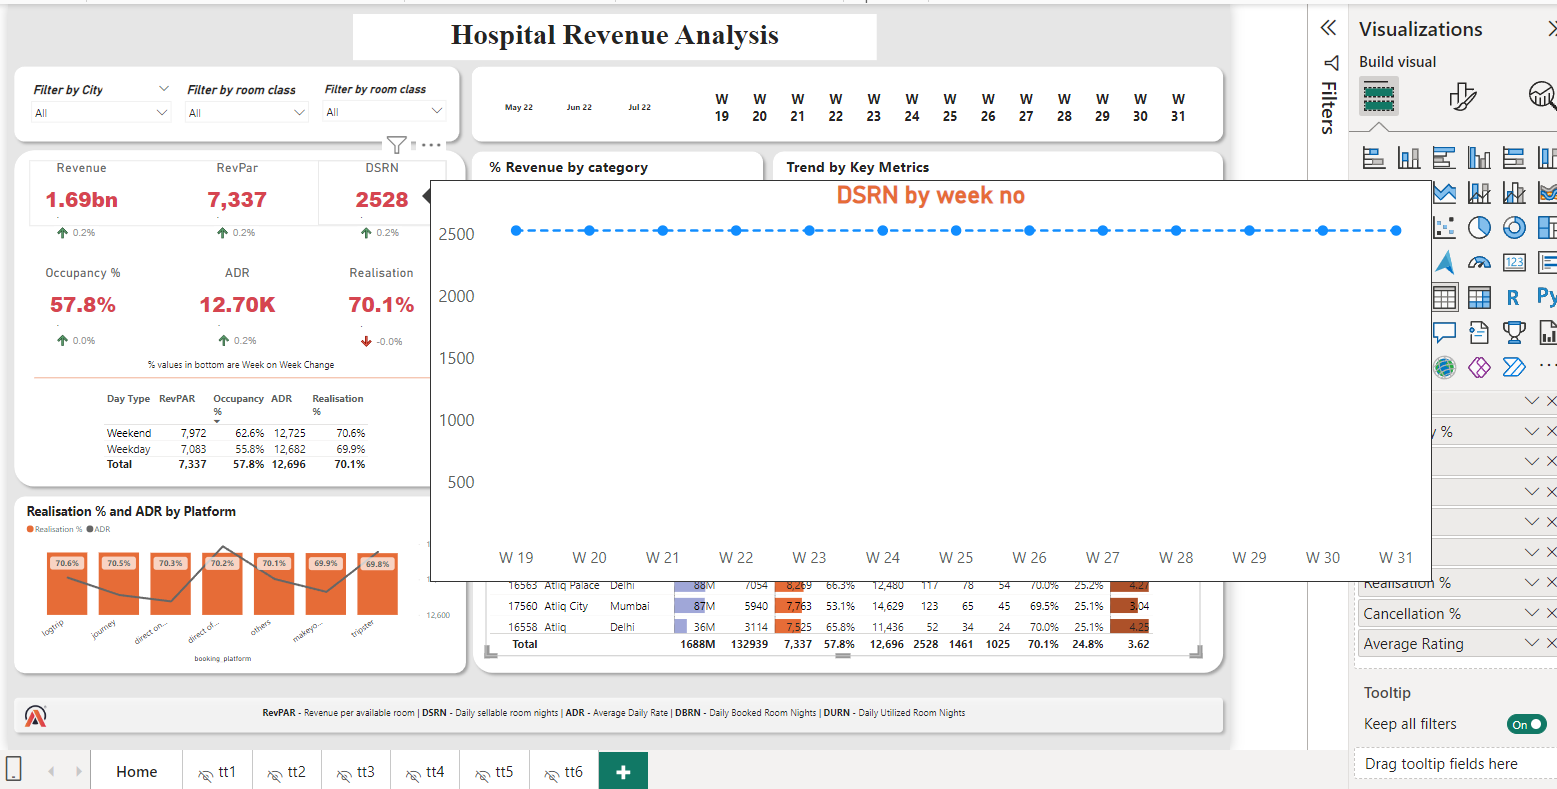 Hospital Revenue Analysis
Visualizations
Build visual
Filters
Filter by City
Filter by room class
Filter by room class
All
All
All
May 22
Jun 22
Jul 22
W 19
W 20
W 21
W 22
W 23
W 24
W 25
W 26
W 27
W 28
W 29
W 30
W 31
Revenue
RevPar
DSRN
1.69bn
7,337
2528
0.2%
0.2%
0.2%
Occupancy %
ADR
Realisation
57.8%
12.70K
70.1%
0.0%
0.2%
-0.0%
% values in bottom are Week on Week Change
Day Type RevPAR Occupancy % ADR Realisation %
Weekend 7,972 62.6% 12,725 70.6%
Weekday 7,083 55.8% 12,682 69.9%
Total 7,337 57.8% 12,696 70.1%
% Revenue by category
Trend by Key Metrics
DSRN by week no
2500
2000
1500
1000
500
W 19 W 20 W 21 W 22 W 23 W 24 W 25 W 26 W 27 W 28 W 29 W 30 W 31
Realisation % and ADR by Platform
Realisation % ADR
70.6% 70.5% 70.3% 70.2% 70.1% 69.9% 69.8%
12,600
logtrip journey direct on... direct of... others makeyo... tripster
booking_platform
16563 Atliq Palace Delhi 88M 7054 8,269 66.3% 12,480 117 78 54 70.0% 25.2% 4.27
17560 Atliq City Mumbai 87M 5940 7,763 53.1% 14,629 123 65 45 69.5% 25.1% 3.04
16558 Atliq Delhi 36M 3114 7,525 65.8% 11,436 52 34 24 70.0% 25.1% 4.25
Total 1688M 132939 7,337 57.8% 12,696 2528 1461 1025 70.1% 24.8% 3.62
RevPAR - Revenue per available room | DSRN - Daily sellable room nights | ADR - Average Daily Rate | DBRN - Daily Booked Room Nights | DURN - Daily Utilized Room Nights
123
R
Py
%
Realisation %
Cancellation %
Average Rating
Tooltip
Keep all filters
On
Drag tooltip fields here
Home
tt1
tt2
tt3
tt4
tt5
tt6